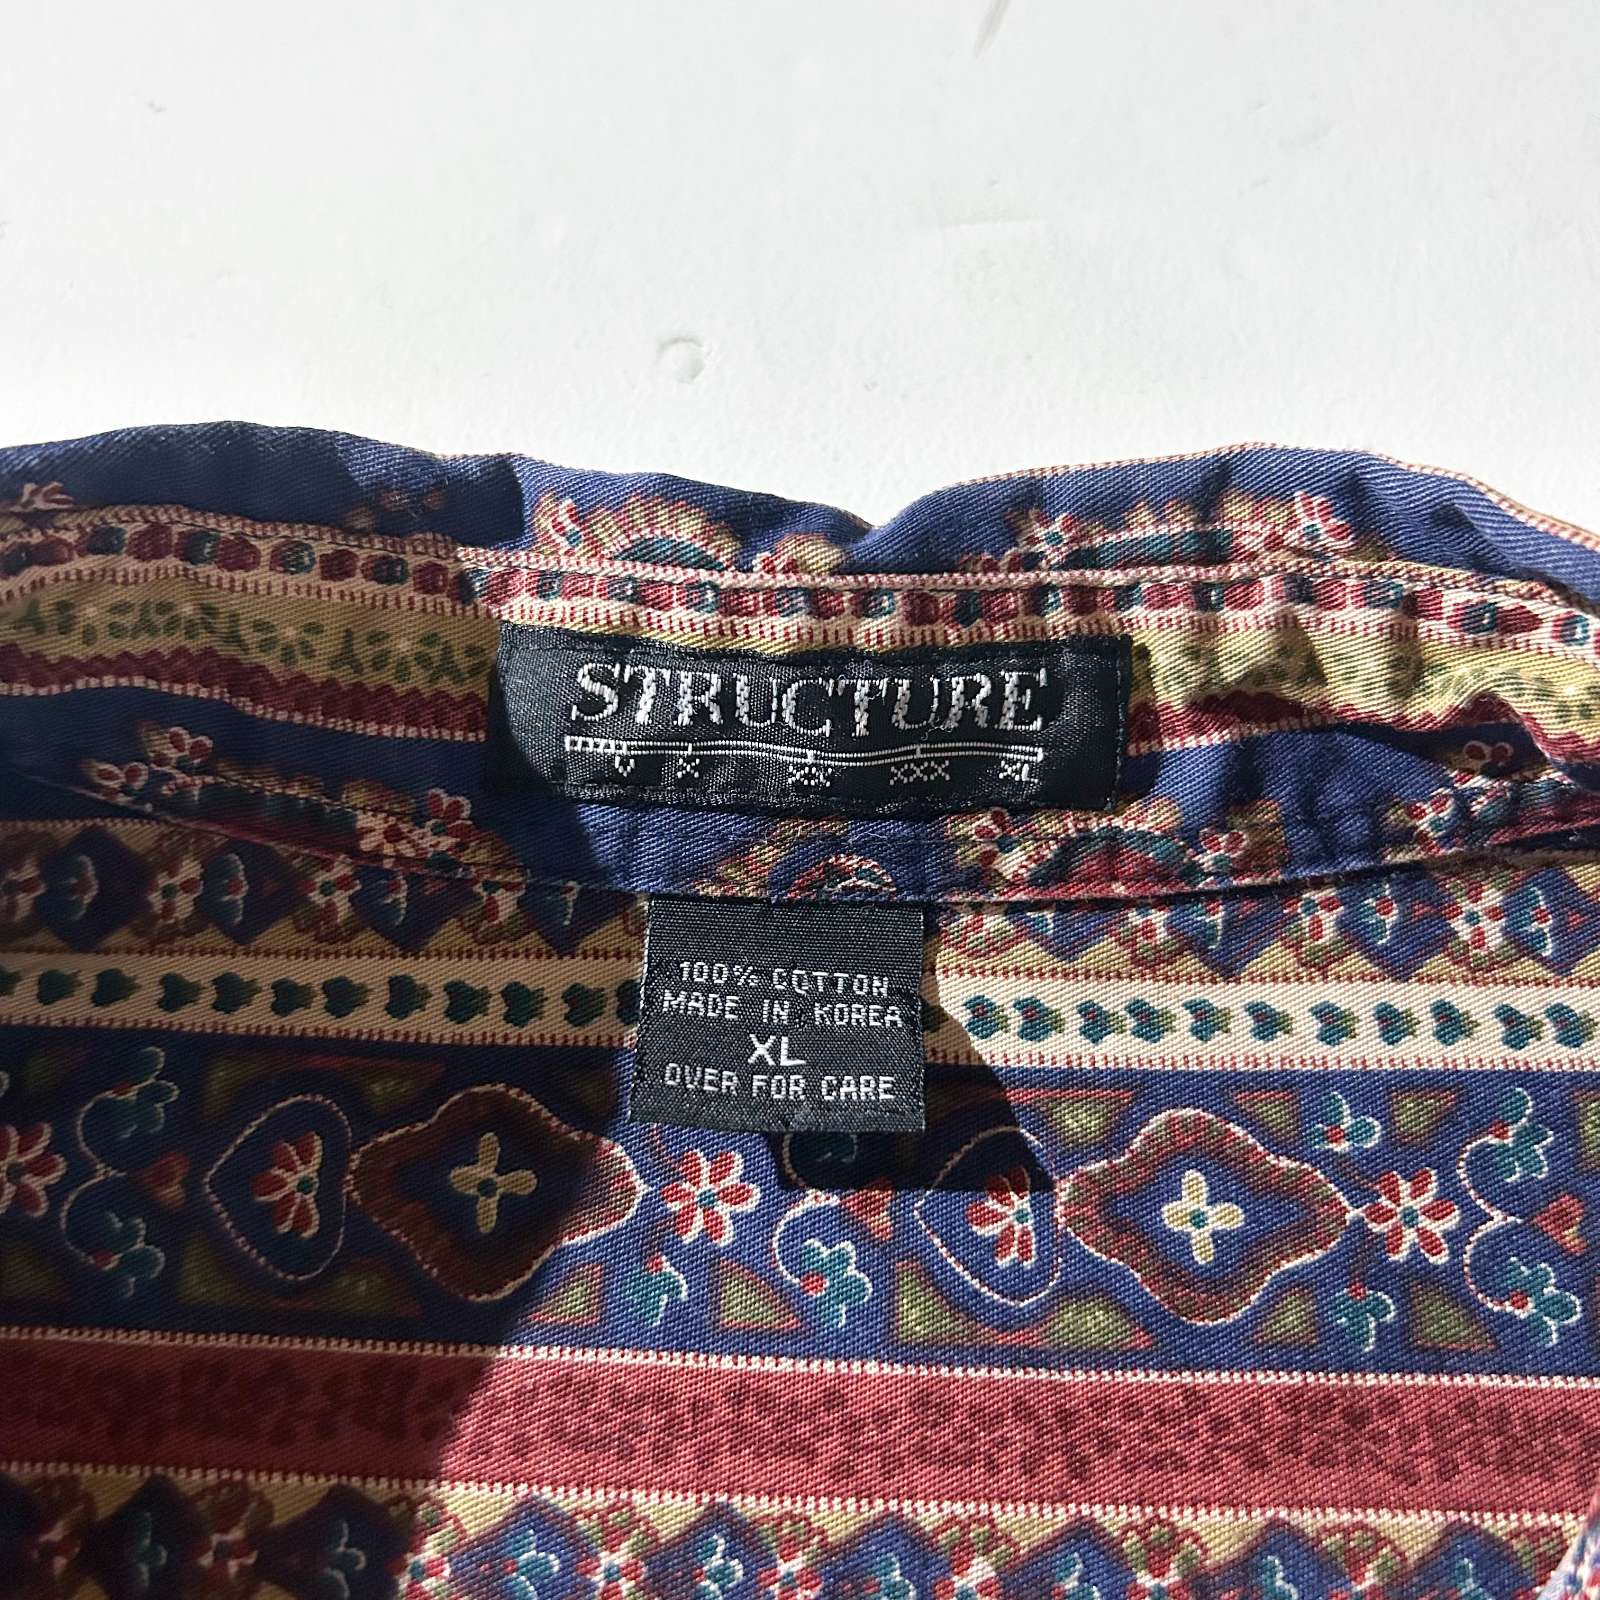 STRUCTURE
100% COTTON
MADE IN KOREA
XL
OVER FOR CARE